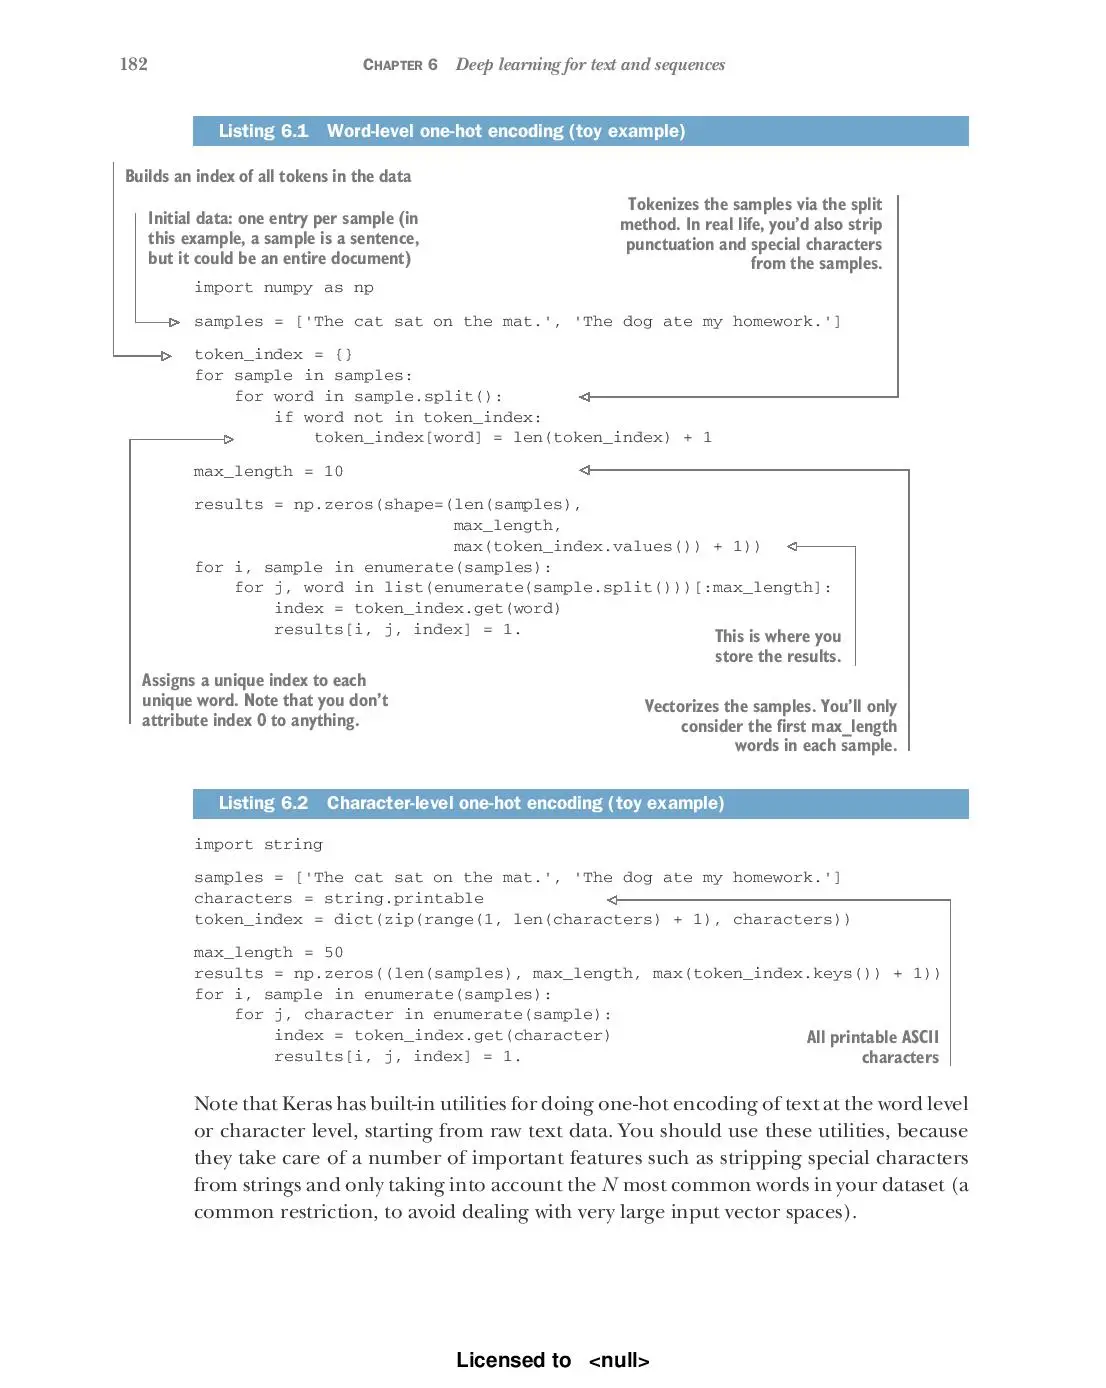 182 CHAPTER 6 Deep learning for text and sequences
Listing 6.1 Word-level one-hot encoding (toy example)
Builds an index of all tokens in the data
Initial data: one entry per sample (in
this example, a sample is a sentence,
but it could be an entire document)
Tokenizes the samples via the split
method. In real life, you'd also strip
punctuation and special characters
from the samples.
import numpy as np
samples = ['The cat sat on the mat.', 'The dog ate my homework.']
token_index = {}
for sample in samples:
    for word in sample.split():
        if word not in token_index:
            token_index[word] = len(token_index) + 1
max_length = 10
results = np.zeros(shape=(len(samples),
                          max_length,
                          max(token_index.values()) + 1))
for i, sample in enumerate(samples):
    for j, word in list(enumerate(sample.split()))[:max_length]:
        index = token_index.get(word)
        results[i, j, index] = 1.
This is where you
store the results.
Assigns a unique index to each
unique word. Note that you don't
attribute index 0 to anything.
Vectorizes the samples. You'll only
consider the first max_length
words in each sample.
Listing 6.2 Character-level one-hot encoding (toy example)
import string
samples = ['The cat sat on the mat.', 'The dog ate my homework.']
characters = string.printable
token_index = dict(zip(range(1, len(characters) + 1), characters))
max_length = 50
results = np.zeros((len(samples), max_length, max(token_index.keys()) + 1))
for i, sample in enumerate(samples):
    for j, character in enumerate(sample):
        index = token_index.get(character)
        results[i, j, index] = 1.
All printable ASCII
characters
Note that Keras has built-in utilities for doing one-hot encoding of text at the word level
or character level, starting from raw text data. You should use these utilities, because
they take care of a number of important features such as stripping special characters
from strings and only taking into account the N most common words in your dataset (a
common restriction, to avoid dealing with very large input vector spaces).
Licensed to <null>